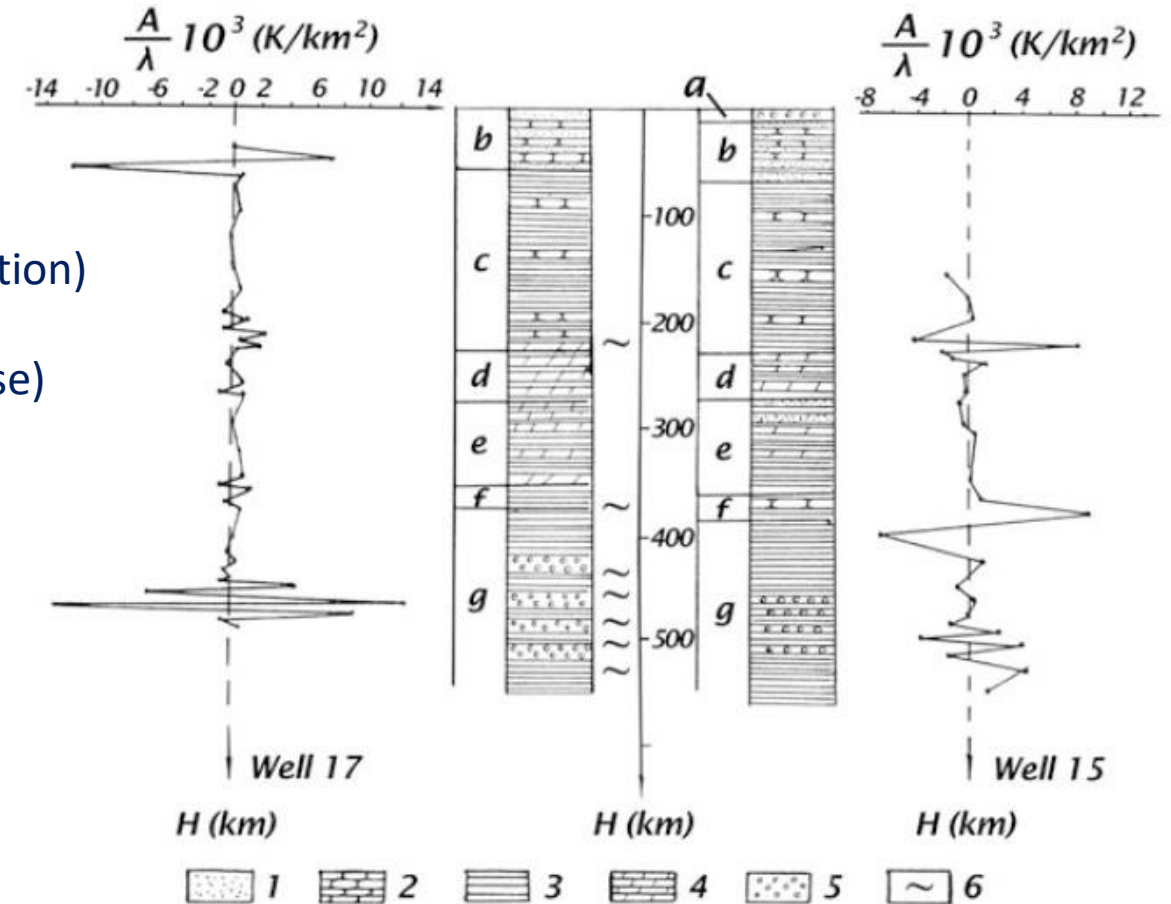 A/λ 10³ (K/km²)
-14 -10 -6 -2 0 2 6 10 14
A/λ 10³ (K/km²)
-8 -4 0 4 8 12
tion)
se)
a
b
c
d
e
f
g
b
c
d
e
f
g
100
200
300
400
500
~
~
~
~
~
~
~
Well 17
Well 15
H (km)
H (km)
H (km)
1 2 3 4 5 ~ 6